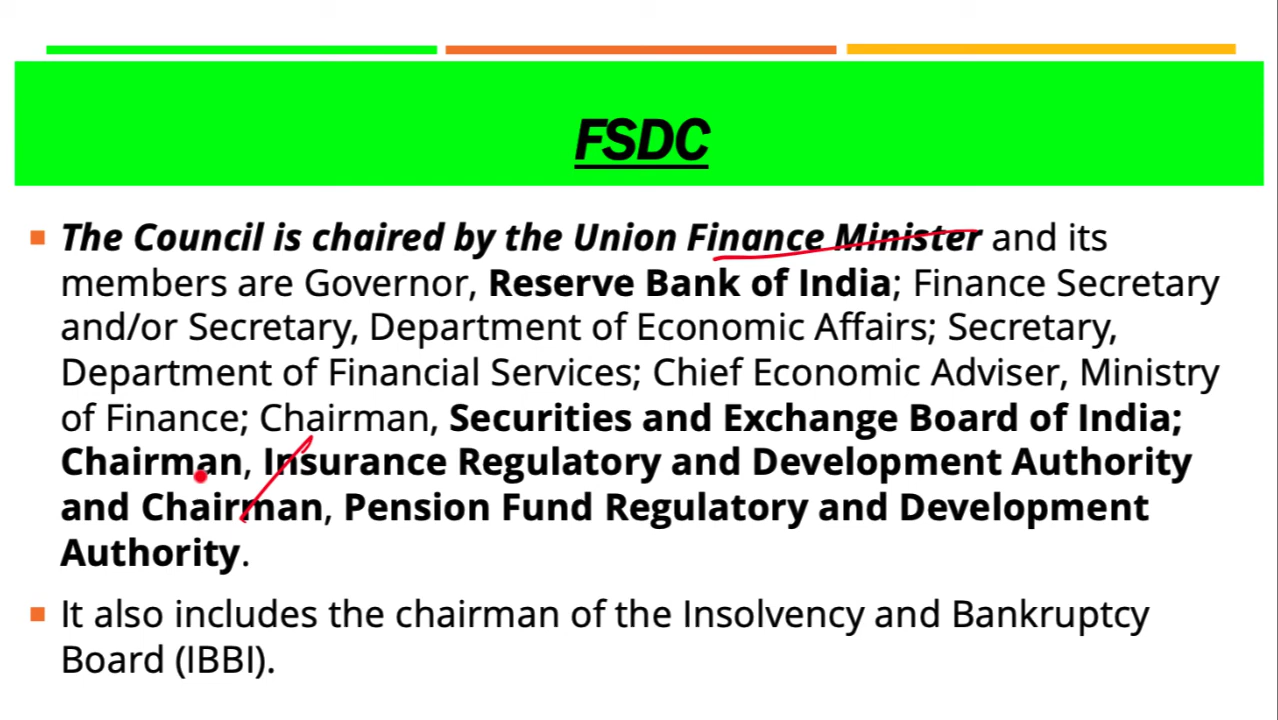 FSDC
The Council is chaired by the Union Finance Minister and its
members are Governor, Reserve Bank of India; Finance Secretary
and/or Secretary, Department of Economic Affairs; Secretary,
Department of Financial Services; Chief Economic Adviser, Ministry
of Finance; Chairman, Securities and Exchange Board of India;
Chairman, Insurance Regulatory and Development Authority
and Chairman, Pension Fund Regulatory and Development
Authority.
It also includes the chairman of the Insolvency and Bankruptcy
Board (IBBI).